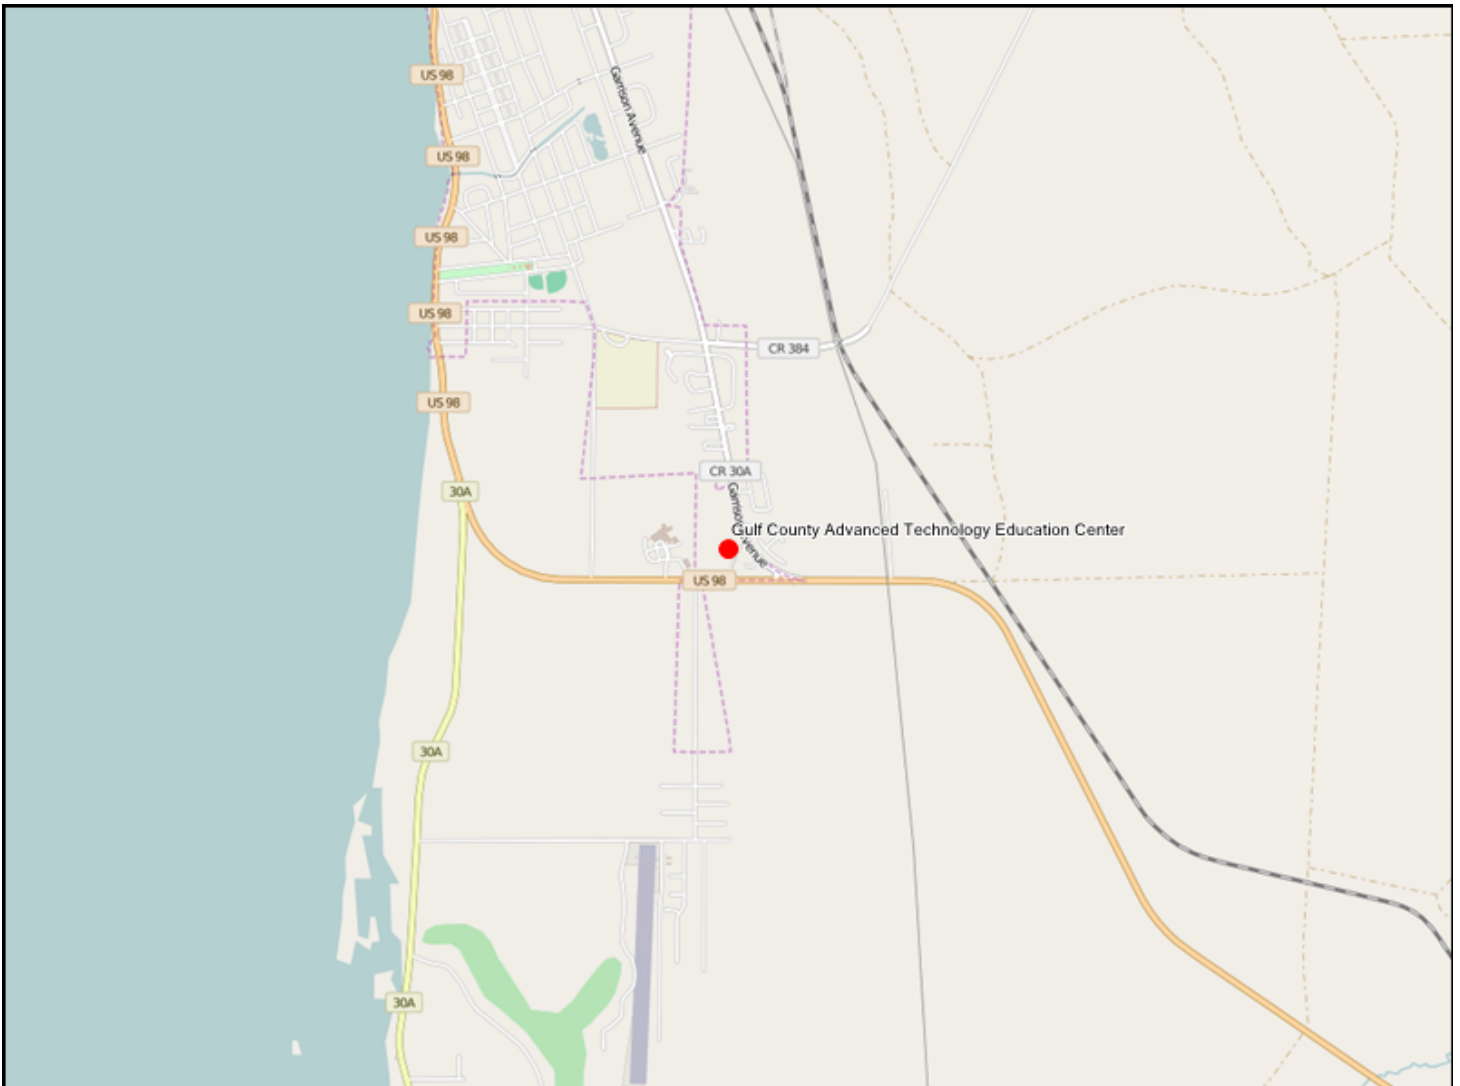 US 98
Garrison Avenue
US 98
US 98
US 98
CR 384
US 98
CR 30A
30A
Garrison Avenue
Gulf County Advanced Technology Education Center
US 98
30A
30A